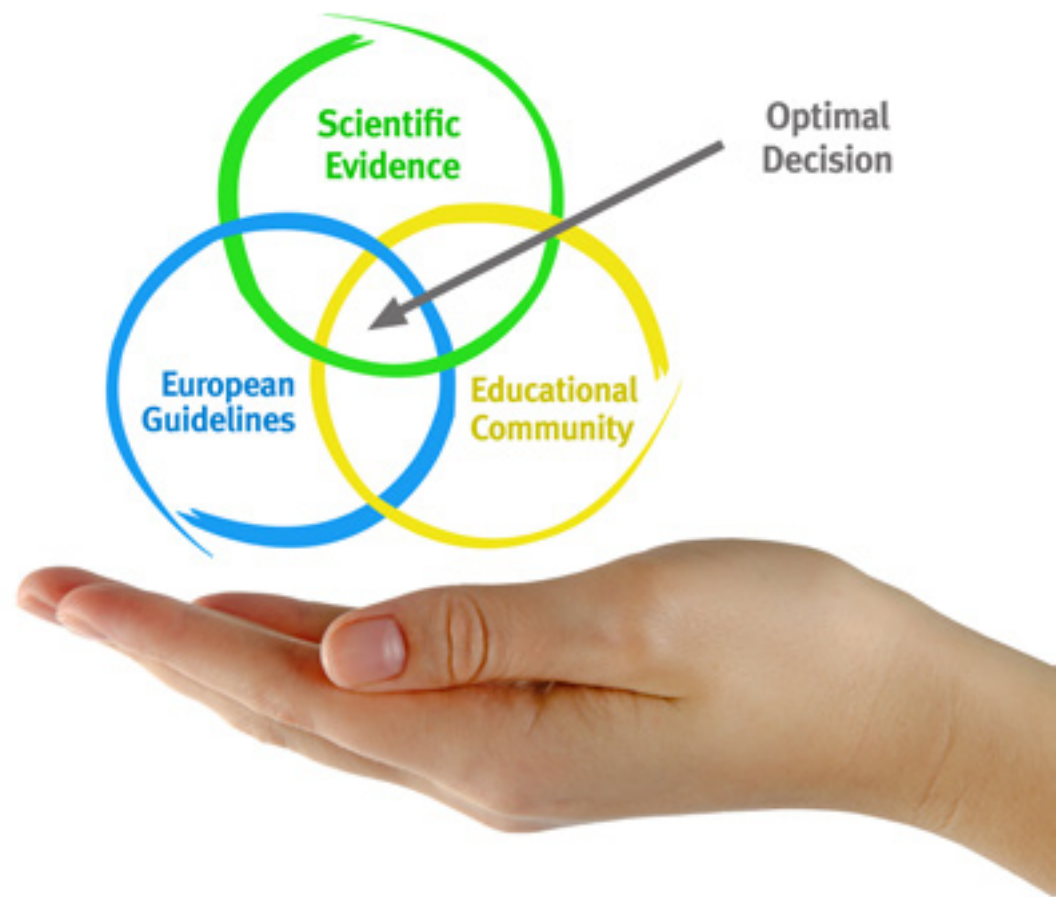 Scientific
Evidence
Optimal
Decision
European
Guidelines
Educational
Community